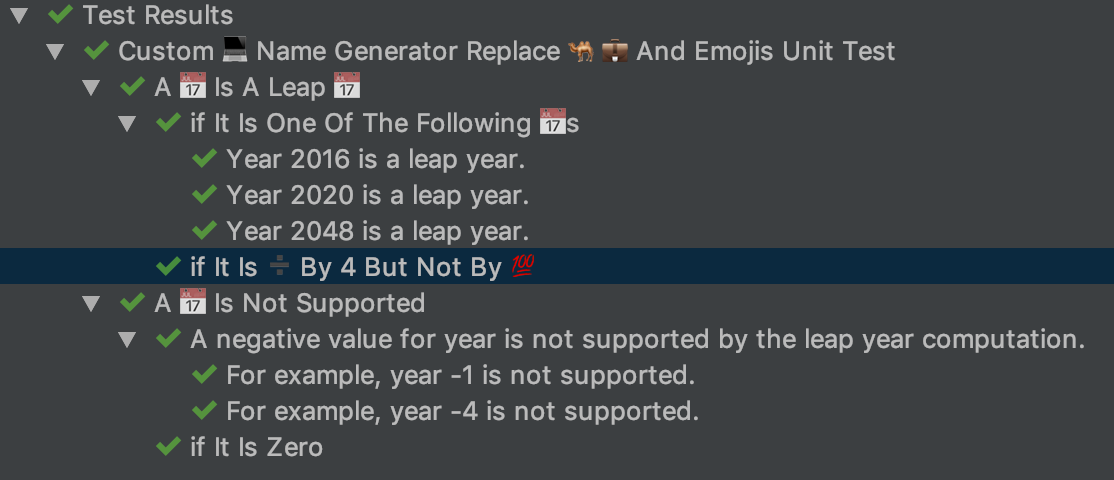 Test Results
Custom 💻 Name Generator Replace 🐫 💼 And Emojis Unit Test
A 📅 Is A Leap 📅
if It Is One Of The Following 📅s
Year 2016 is a leap year.
Year 2020 is a leap year.
Year 2048 is a leap year.
if It Is ➗ By 4 But Not By 💯
A 📅 Is Not Supported
A negative value for year is not supported by the leap year computation.
For example, year -1 is not supported.
For example, year -4 is not supported.
if It Is Zero